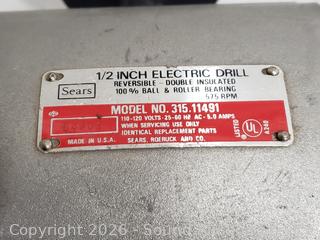 1/2 INCH ELECTRIC DRILL
REVERSIBLE - DOUBLE INSULATED
100% BALL & ROLLER BEARING
575 RPM
Sears
MODEL NO. 315.11491
110-120 VOLTS - 25-60 HZ AC - 5.0 AMPS
WHEN SERVICING USE ONLY
IDENTICAL REPLACEMENT PARTS
MADE IN U.S.A.
SEARS, ROEBUCK AND CO.
LISTED
UL
Copyright 2026 - Sound